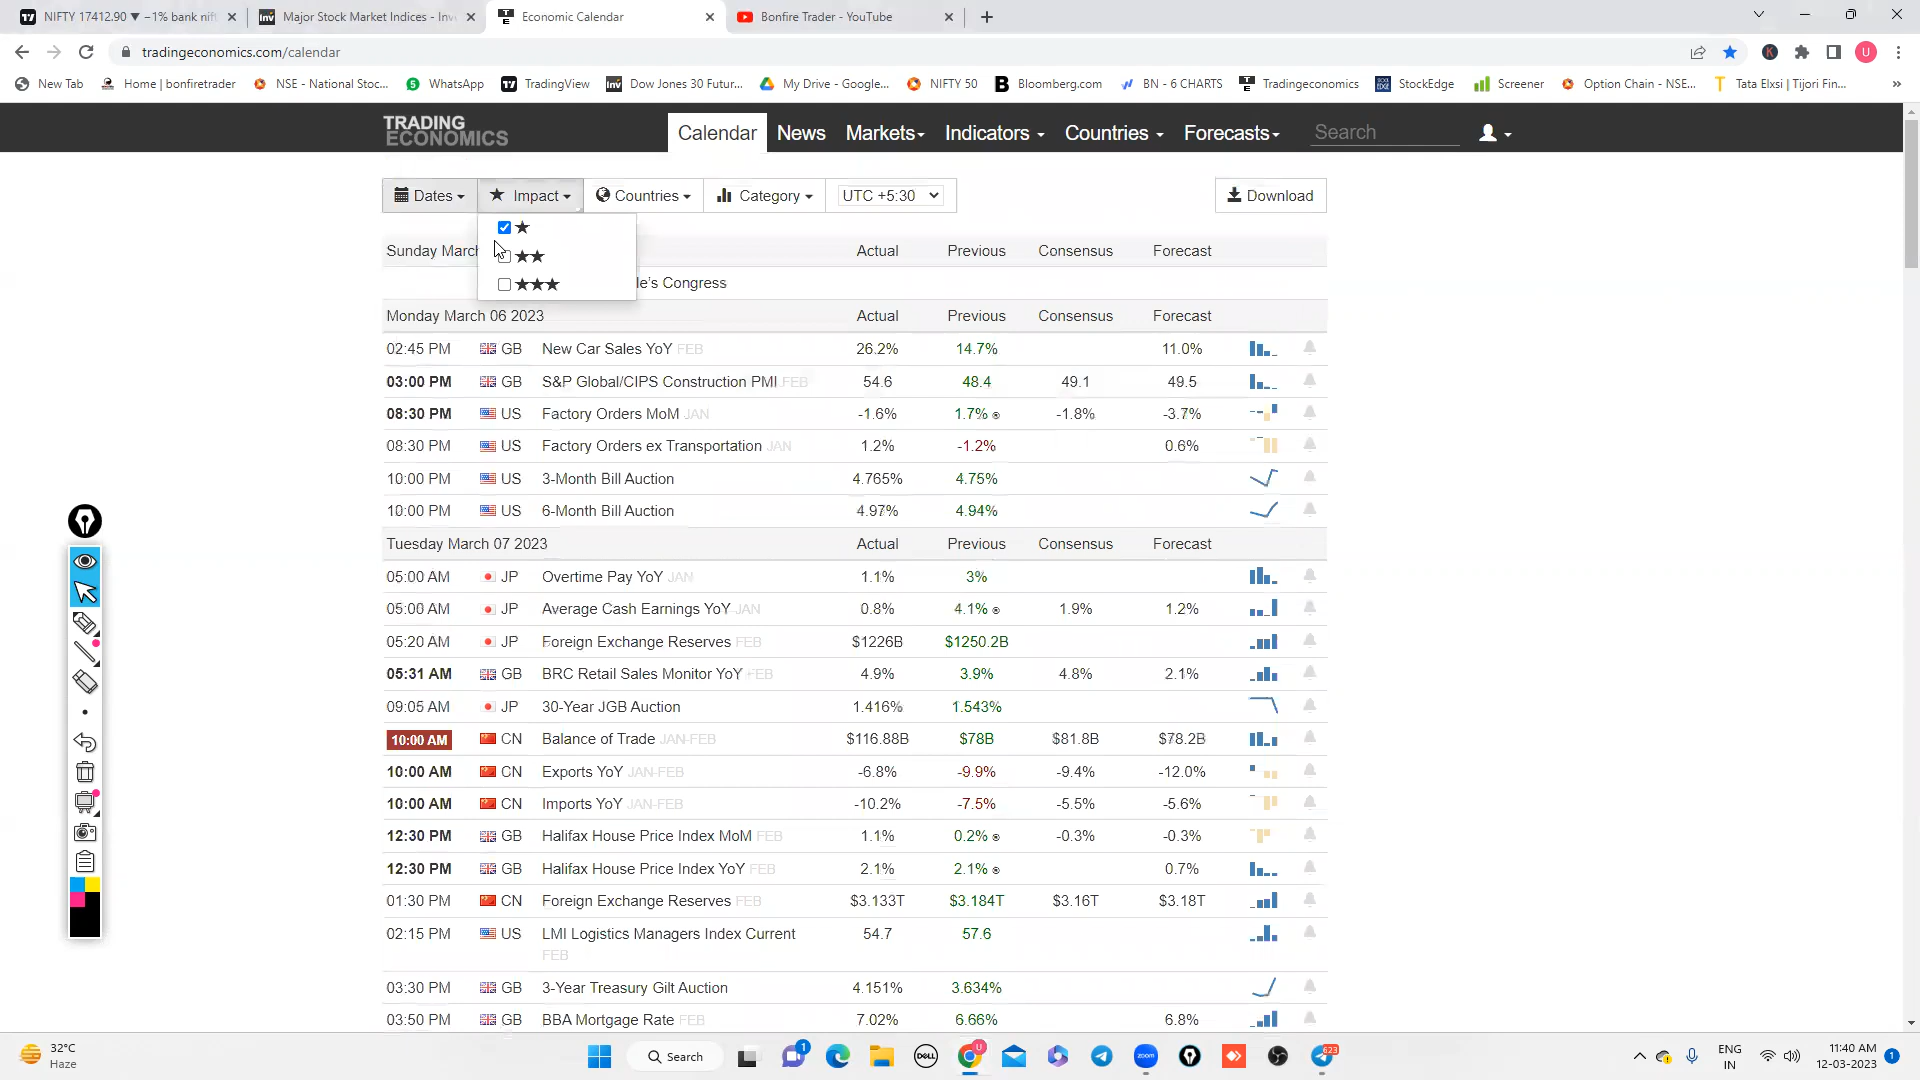 NIFTY 17412.90 ▼ −1% bank nift
Major Stock Market Indices - Inve
Economic Calendar
Bonfire Trader - YouTube
tradingeconomics.com/calendar
New Tab
Home | bonfiretrader
NSE - National Stoc...
WhatsApp
TradingView
Dow Jones 30 Futur...
My Drive - Google...
NIFTY 50
Bloomberg.com
BN - 6 CHARTS
Tradingeconomics
StockEdge
Screener
Option Chain - NSE...
Tata Elxsi | Tijori Fin...
TRADING
ECONOMICS
Calendar News Markets Indicators Countries Forecasts Search
Dates Impact Countries Category UTC +5:30 Download
Sunday March Actual Previous Consensus Forecast
le's Congress
Monday March 06 2023 Actual Previous Consensus Forecast
02:45 PM GB New Car Sales YoY FEB 26.2% 14.7% 11.0%
03:00 PM GB S&P Global/CIPS Construction PMI FEB 54.6 48.4 49.1 49.5
08:30 PM US Factory Orders MoM JAN -1.6% 1.7% -1.8% -3.7%
08:30 PM US Factory Orders ex Transportation JAN 1.2% -1.2% 0.6%
10:00 PM US 3-Month Bill Auction 4.765% 4.75%
10:00 PM US 6-Month Bill Auction 4.97% 4.94%
Tuesday March 07 2023 Actual Previous Consensus Forecast
05:00 AM JP Overtime Pay YoY JAN 1.1% 3%
05:00 AM JP Average Cash Earnings YoY JAN 0.8% 4.1% 1.9% 1.2%
05:20 AM JP Foreign Exchange Reserves FEB $1226B $1250.2B
05:31 AM GB BRC Retail Sales Monitor YoY FEB 4.9% 3.9% 4.8% 2.1%
09:05 AM JP 30-Year JGB Auction 1.416% 1.543%
10:00 AM CN Balance of Trade JAN-FEB $116.88B $78B $81.8B $78.2B
10:00 AM CN Exports YoY JAN-FEB -6.8% -9.9% -9.4% -12.0%
10:00 AM CN Imports YoY JAN-FEB -10.2% -7.5% -5.5% -5.6%
12:30 PM GB Halifax House Price Index MoM FEB 1.1% 0.2% -0.3% -0.3%
12:30 PM GB Halifax House Price Index YoY FEB 2.1% 2.1% 0.7%
01:30 PM CN Foreign Exchange Reserves FEB $3.133T $3.184T $3.16T $3.18T
02:15 PM US LMI Logistics Managers Index Current 54.7 57.6
FEB
03:30 PM GB 3-Year Treasury Gilt Auction 4.151% 3.634%
03:50 PM GB BBA Mortgage Rate FEB 7.02% 6.66% 6.8%
32°C
Haze
Search
DELL
zoom
623
ENG
IN
11:40 AM
12-03-2023